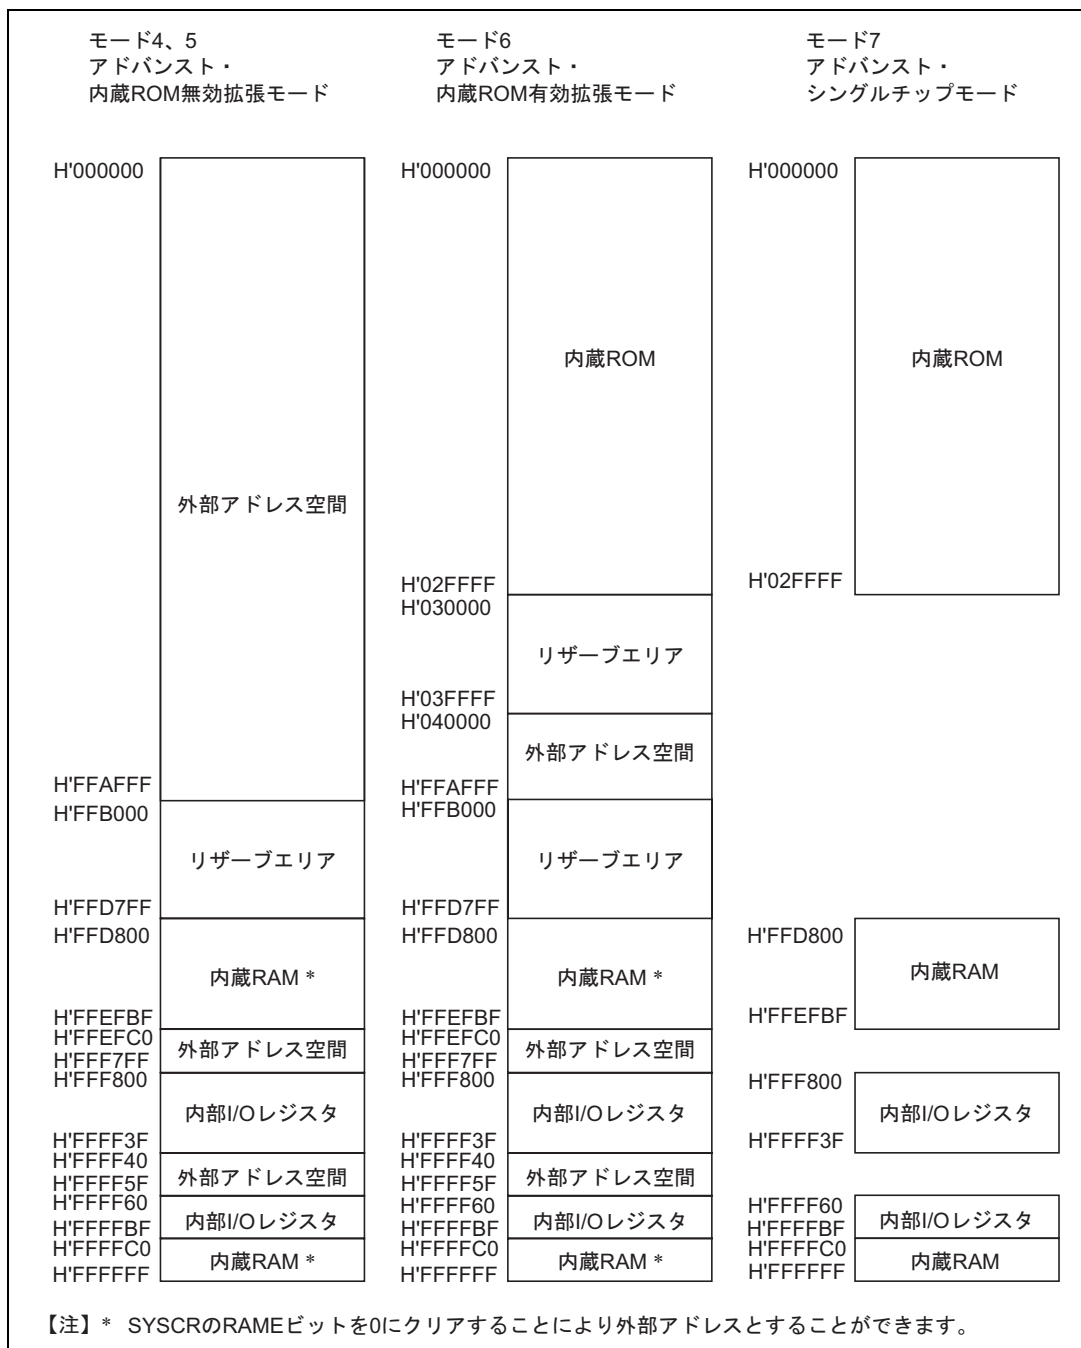 モード4、5
アドバンスト・
内蔵ROM無効拡張モード
H'000000
外部アドレス空間
H'FFAFFF
H'FFB000
リザーブエリア
H'FFD7FF
H'FFD800
内蔵RAM *
H'FFEFBF
H'FFEFC0
外部アドレス空間
H'FFF7FF
H'FFF800
内部I/Oレジスタ
H'FFFF3F
H'FFFF40
外部アドレス空間
H'FFFF5F
H'FFFF60
内部I/Oレジスタ
H'FFFFBF
H'FFFFC0
内蔵RAM *
H'FFFFFF
モード6
アドバンスト・
内蔵ROM有効拡張モード
H'000000
内蔵ROM
H'02FFFF
H'030000
リザーブエリア
H'03FFFF
H'040000
外部アドレス空間
H'FFAFFF
H'FFB000
リザーブエリア
H'FFD7FF
H'FFD800
内蔵RAM *
H'FFEFBF
H'FFEFC0
外部アドレス空間
H'FFF7FF
H'FFF800
内部I/Oレジスタ
H'FFFF3F
H'FFFF40
外部アドレス空間
H'FFFF5F
H'FFFF60
内部I/Oレジスタ
H'FFFFBF
H'FFFFC0
内蔵RAM *
H'FFFFFF
モード7
アドバンスト・
シングルチップモード
H'000000
内蔵ROM
H'02FFFF
H'FFD800
内蔵RAM
H'FFEFBF
H'FFF800
内部I/Oレジスタ
H'FFFF3F
H'FFFF60
内部I/Oレジスタ
H'FFFFBF
H'FFFFC0
内蔵RAM
H'FFFFFF
【注】* SYSCRのRAMEビットを0にクリアすることにより外部アドレスとすることができます。